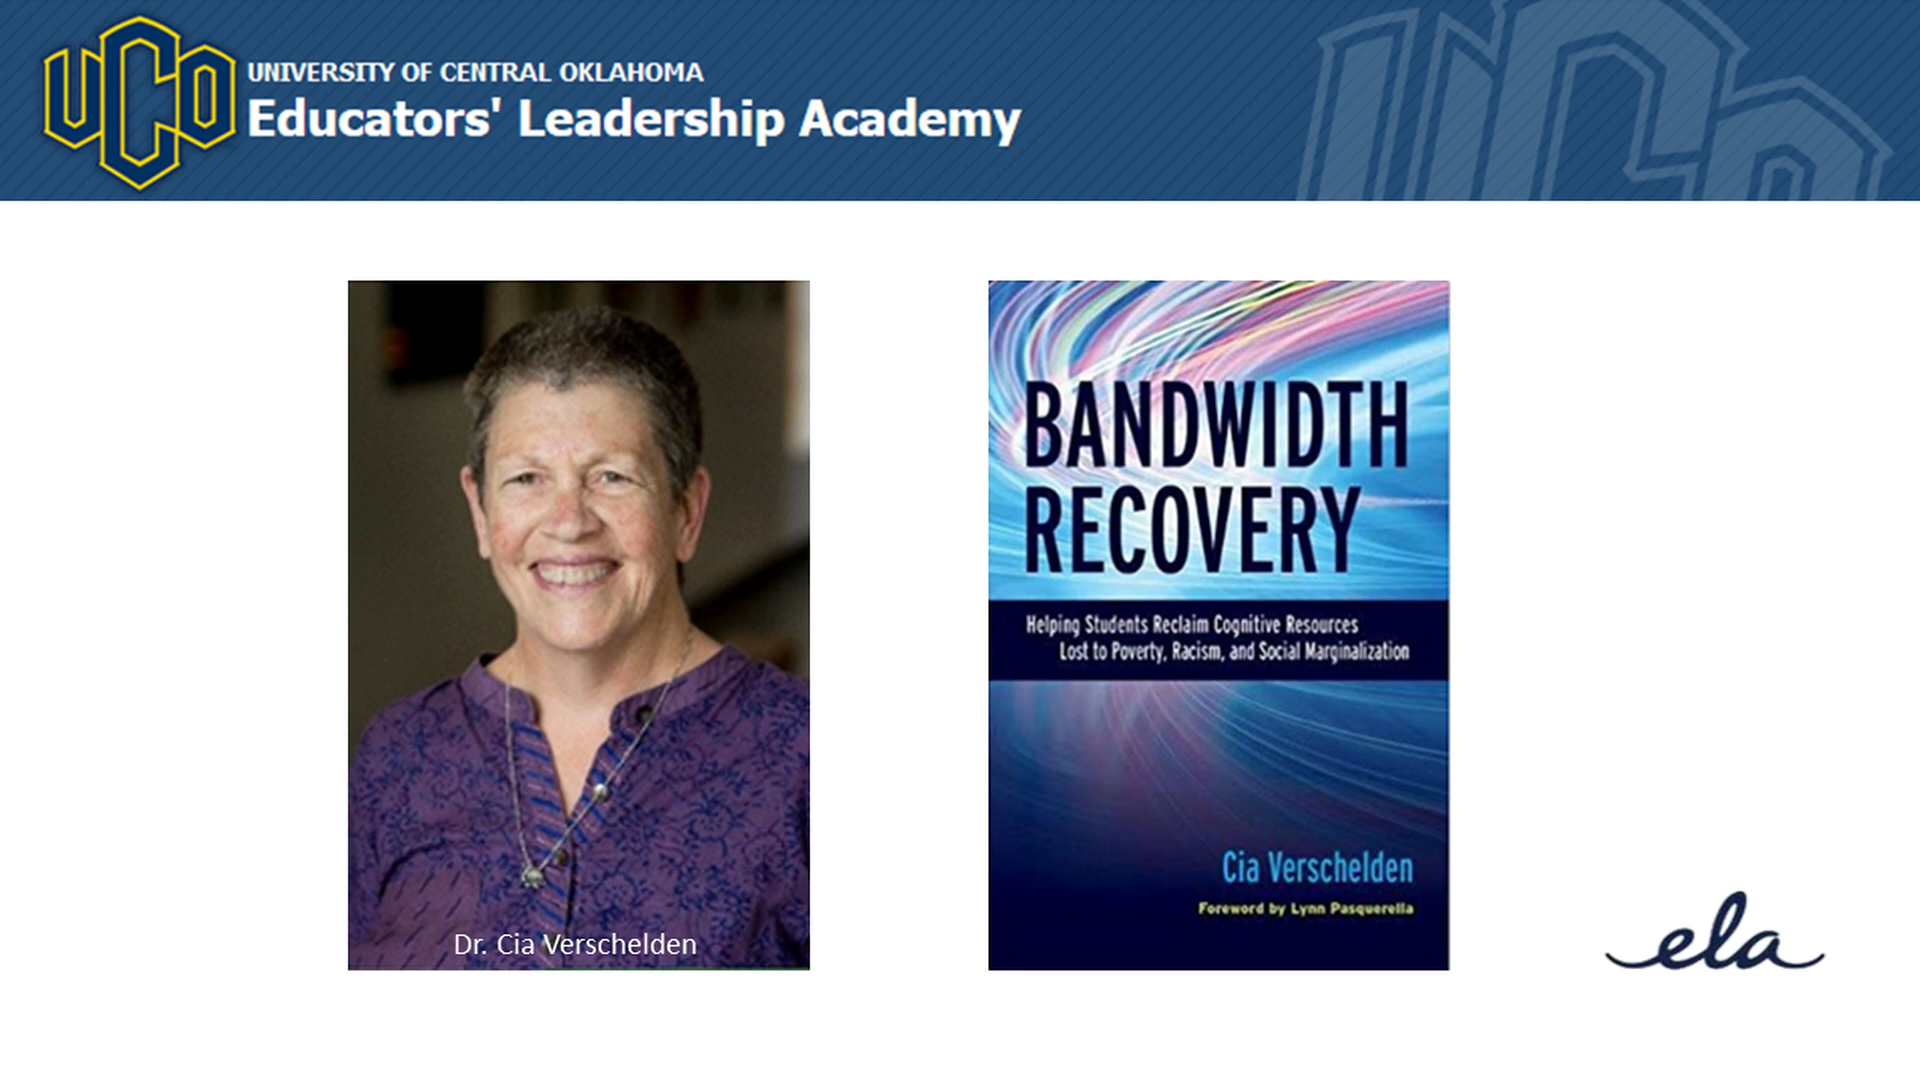 UCO
UNIVERSITY OF CENTRAL OKLAHOMA
Educators' Leadership Academy
UCO
Dr. Cia Verschelden
BANDWIDTH
RECOVERY
Helping Students Reclaim Cognitive Resources
Lost to Poverty, Racism, and Social Marginalization
Cia Verschelden
Foreword by Lynn Pasquerella
ela